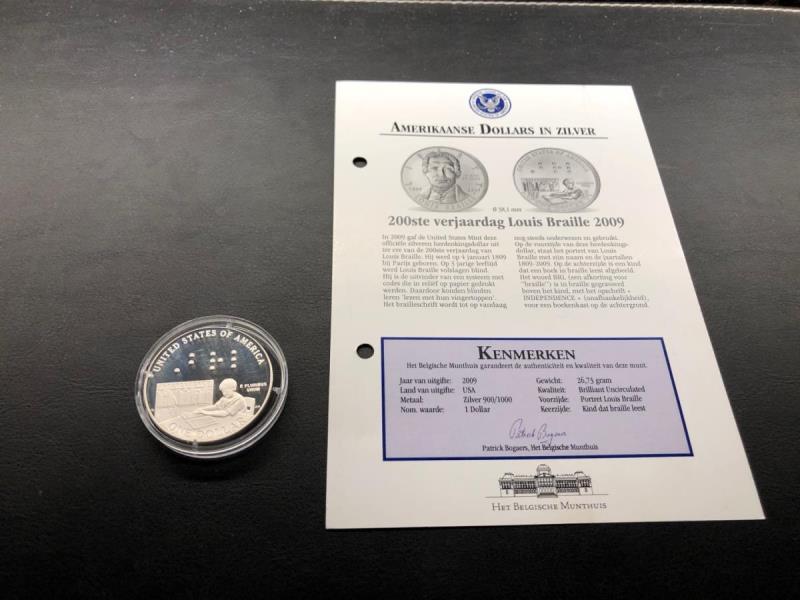 AMERIKAANSE DOLLARS IN ZILVER
Ø 38,1 mm
200ste verjaardag Louis Braille 2009
In 2009 gaf de United States Mint deze
officiële zilveren herdenkingsdollar uit
ter ere van de 200ste verjaardag van
Louis Braille. Hij werd op 4 januari 1809
bij Parijs geboren. Op 3 jarige leeftijd
werd Louis Braille volslagen blind.
Hij is de uitvinder van een systeem met
codes die in reliëf op papier gedrukt
werden. Daardoor konden blinden
leren 'lezen met hun vingertoppen'.
Het brailleschrift wordt tot op vandaag
nog steeds onderwezen en gebruikt.
Op de voorzijde van deze herdenkings-
dollar, staat het portret van Louis
Braille met zijn naam en de jaartallen
1809-2009. Op de achterzijde is een kind
dat een boek in braille leest afgebeeld.
Het woord BRL (een afkorting voor
"braille") is in braille gegraveerd
boven het kind, met het opschrift «
INDEPENDENCE » (onafhankelijkheid),
voor een boekenkast op de achtergrond.
KENMERKEN
Het Belgische Munthuis garandeert de authenticiteit en kwaliteit van deze munt.
Jaar van uitgifte: 2009 Gewicht: 26,73 gram
Land van uitgifte: USA Kwaliteit: Brilliant Uncirculated
Metaal: Zilver 900/1000 Voorzijde: Portret Louis Braille
Nom. waarde: 1 Dollar Keerzijde: Kind dat braille leest
Patrick Bogaers
Patrick Bogaers, Het Belgische Munthuis
HET BELGISCHE MUNTHUIS
UNITED STATES OF AMERICA
E PLURIBUS
UNUM
ONE DOLLAR